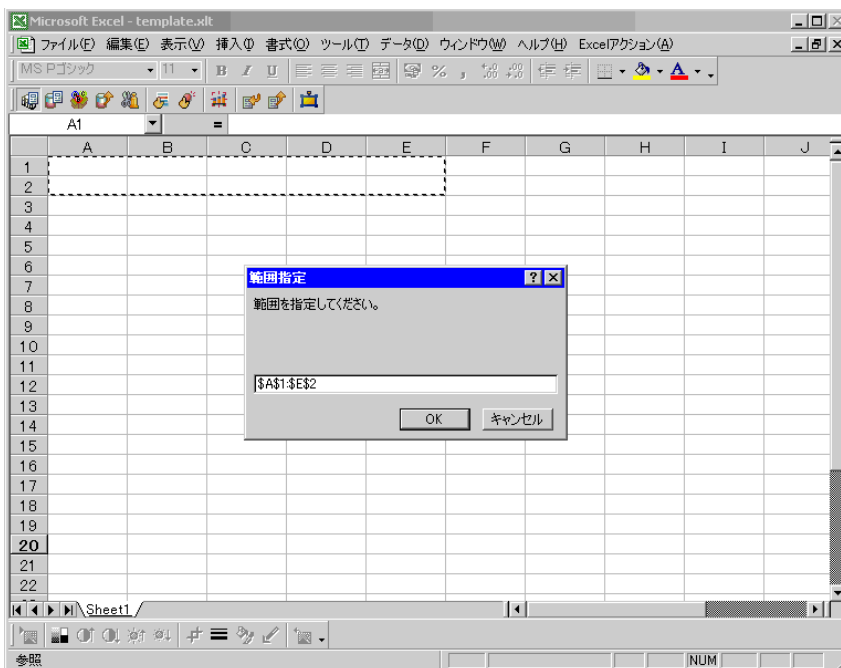 Microsoft Excel - template.xlt
ファイル(F) 編集(E) 表示(V) 挿入(I) 書式(O) ツール(T) データ(D) ウィンドウ(W) ヘルプ(H) Excelアクション(A)
MS Pゴシック 11 B I U % ,
A1 =
A B C D E F G H I J
1
2
3
4
5
6
範囲指定
7
8
範囲を指定してください。
9
10
11
12
$A$1:$E$2
13
14
OK キャンセル
15
16
17
18
19
20
21
22
Sheet1
参照 NUM